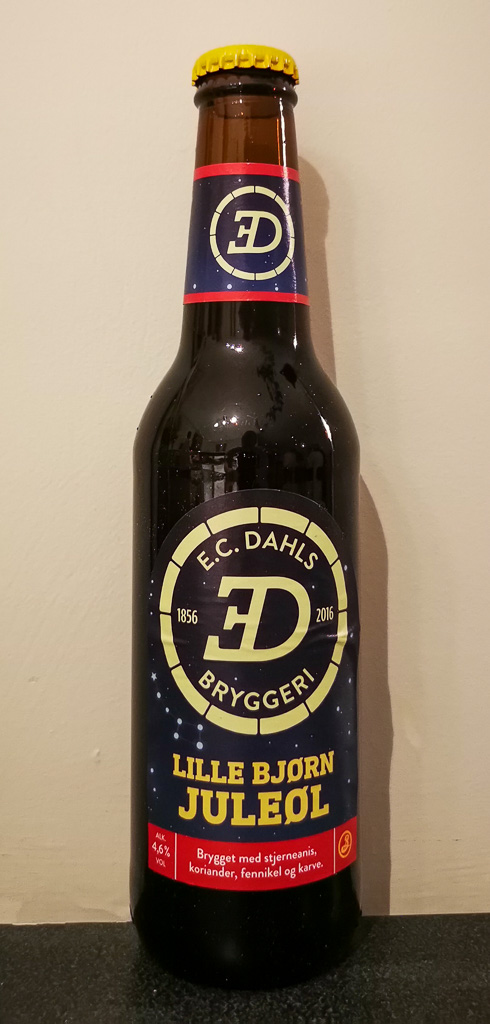 ED
E.C. DAHLS
1856 ED 2016
BRYGGERI
LILLE BJØRN
JULEØL
ALK.
4,6%
VOL
Brygget med stjerneanis,
koriander, fennikel og karve.